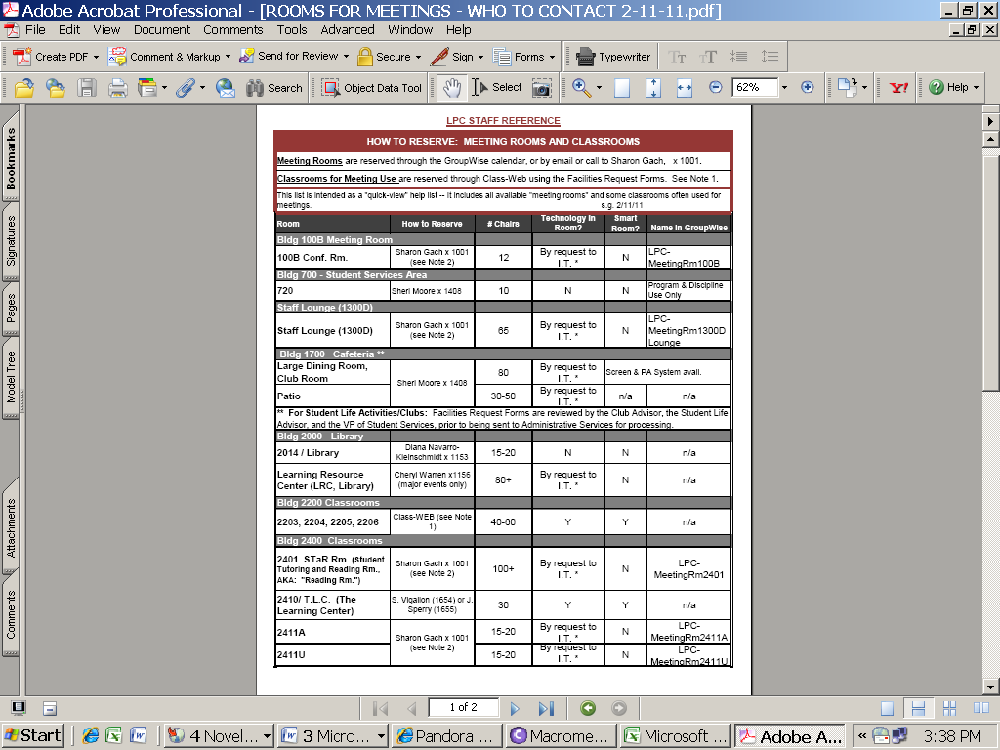 Adobe Acrobat Professional - [ROOMS FOR MEETINGS - WHO TO CONTACT 2-11-11.pdf]
File Edit View Document Comments Tools Advanced Window Help
Create PDF Comment & Markup Send for Review Secure Sign Forms Typewriter
Search Object Data Tool Select 62% Help
Bookmarks
Signatures
Pages
Model Tree
Attachments
Comments
LPC STAFF REFERENCE
HOW TO RESERVE: MEETING ROOMS AND CLASSROOMS
Meeting Rooms are reserved through the GroupWise calendar, or by email or call to Sharon Gach, x 1001.
Classrooms for Meeting Use are reserved through Class-Web using the Facilities Request Forms. See Note 1.
This list is intended as a "quick-view" help list -- it includes all available "meeting rooms" and some classrooms often used for
meetings. s.g. 2/11/11
Room How to Reserve # Chairs Technology in Room? Smart Room? Name in GroupWise
Bldg 100B Meeting Room
100B Conf. Rm. Sharon Gach x 1001 (see Note 2) 12 By request to I.T. * N LPC-MeetingRm100B
Bldg 700 - Student Services Area
720 Sheri Moore x 1408 10 N N Program & Discipline Use Only
Staff Lounge (1300D)
Staff Lounge (1300D) Sharon Gach x 1001 (see Note 2) 65 By request to I.T. * N LPC-MeetingRm1300D Lounge
Bldg 1700 Cafeteria **
Large Dining Room, Club Room Sheri Moore x 1408 80 By request to I.T. * Screen & PA System avail.
Patio 30-50 By request to I.T. * n/a n/a
** For Student Life Activities/Clubs: Facilities Request Forms are reviewed by the Club Advisor, the Student Life
Advisor, and the VP of Student Services, prior to being sent to Administrative Services for processing.
Bldg 2000 - Library
2014 / Library Diana Navarro-Kleinschmidt x 1153 15-20 N N n/a
Learning Resource Center (LRC, Library) Cheryl Warren x1156 (major events only) 80+ By request to I.T. * N n/a
Bldg 2200 Classrooms
2203, 2204, 2205, 2206 Class-WEB (see Note 1) 40-60 Y Y n/a
Bldg 2400 Classrooms
2401 STaR Rm. (Student Tutoring and Reading Rm., AKA: "Reading Rm.") Sharon Gach x 1001 (see Note 2) 100+ By request to I.T. * N LPC-MeetingRm2401
2410/ T.L.C. (The Learning Center) S. Vigallon (1654) or J. Sperry (1655) 30 Y Y n/a
2411A Sharon Gach x 1001 (see Note 2) 15-20 By request to I.T. * N LPC-MeetingRm2411A
2411U 15-20 By request to I.T. * N LPC-MeetingRm2411U
1 of 2
Start 4 Novel... 3 Micro... Pandora ... Macrome... Microsoft ... Adobe A... « 3:38 PM